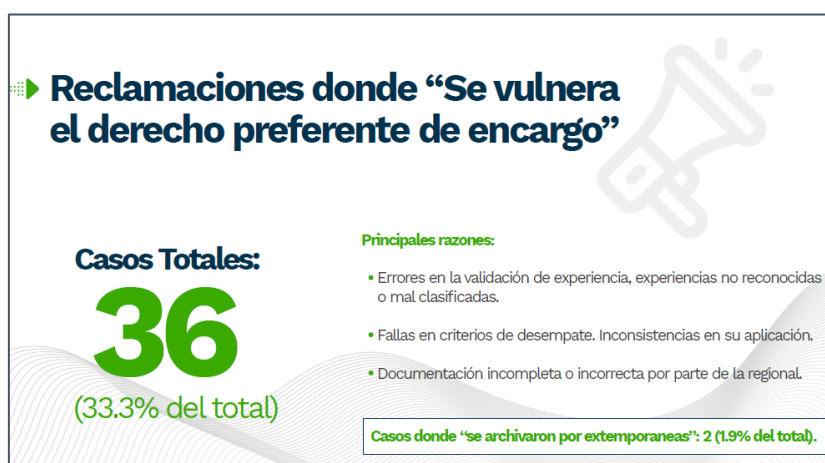 Reclamaciones donde “Se vulnera
el derecho preferente de encargo”
Casos Totales:
36
(33.3% del total)
Principales razones:
• Errores en la validación de experiencia, experiencias no reconocidas
o mal clasificadas.
• Fallas en criterios de desempate. Inconsistencias en su aplicación.
• Documentación incompleta o incorrecta por parte de la regional.
Casos donde “se archivaron por extemporaneas”: 2 (1.9% del total).